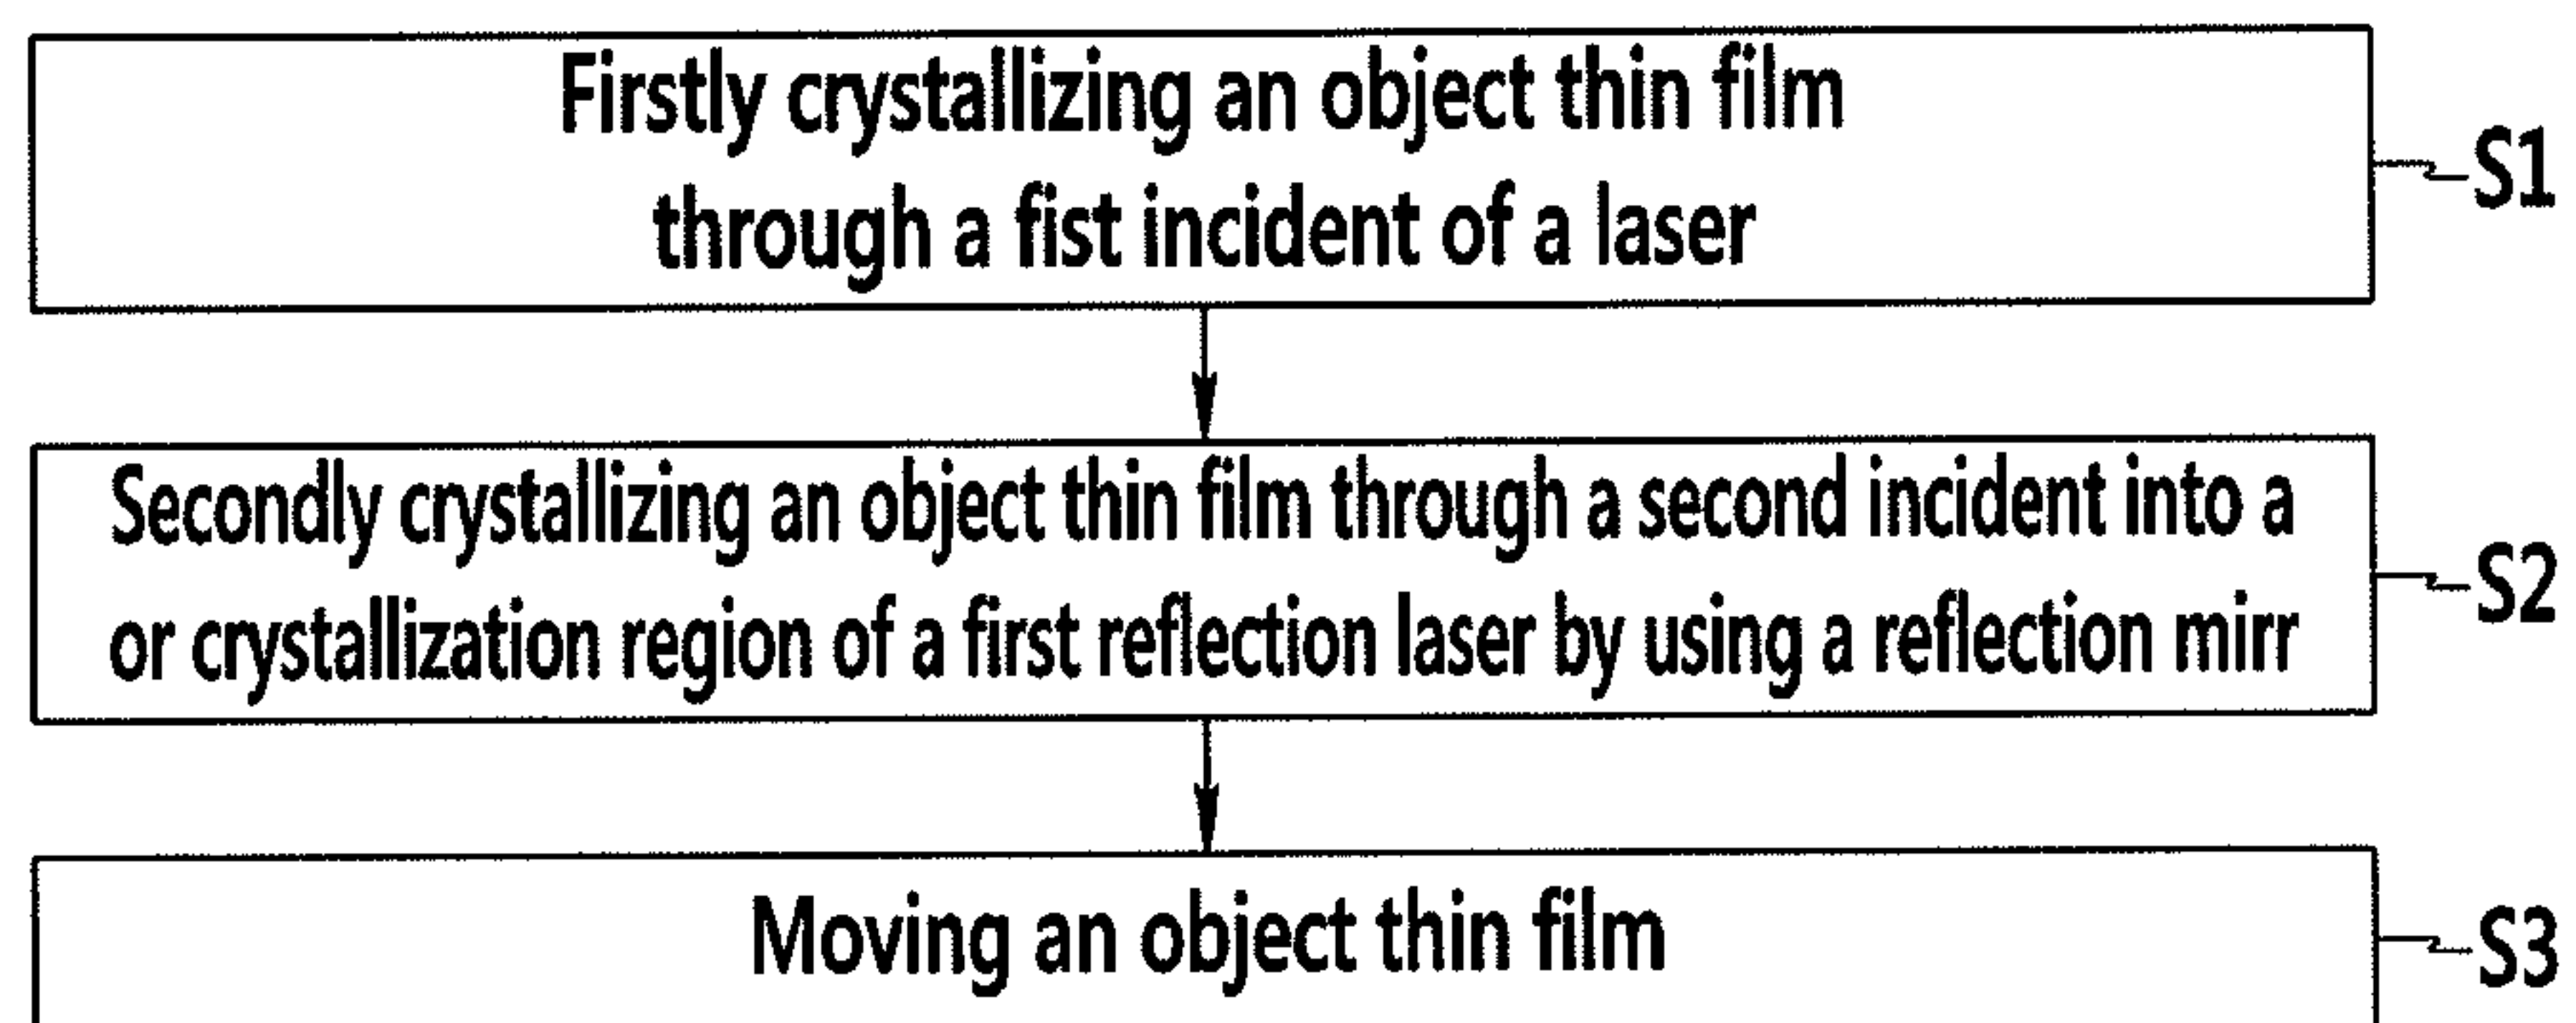 Firstly crystallizing an object thin film
through a fist incident of a laser
S1
Secondly crystallizing an object thin film through a second incident into a
or crystallization region of a first reflection laser by using a reflection mirr
S2
Moving an object thin film
S3